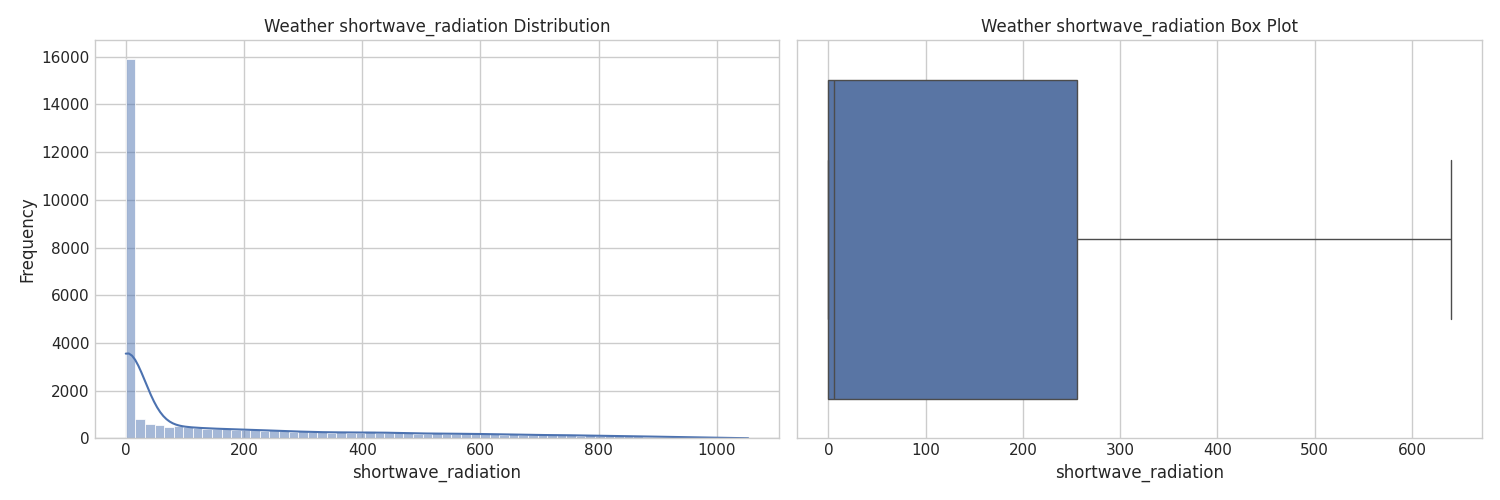 Weather shortwave_radiation Distribution
Frequency
16000
14000
12000
10000
8000
6000
4000
2000
0
0 200 400 600 800 1000
shortwave_radiation
Weather shortwave_radiation Box Plot
0 100 200 300 400 500 600
shortwave_radiation